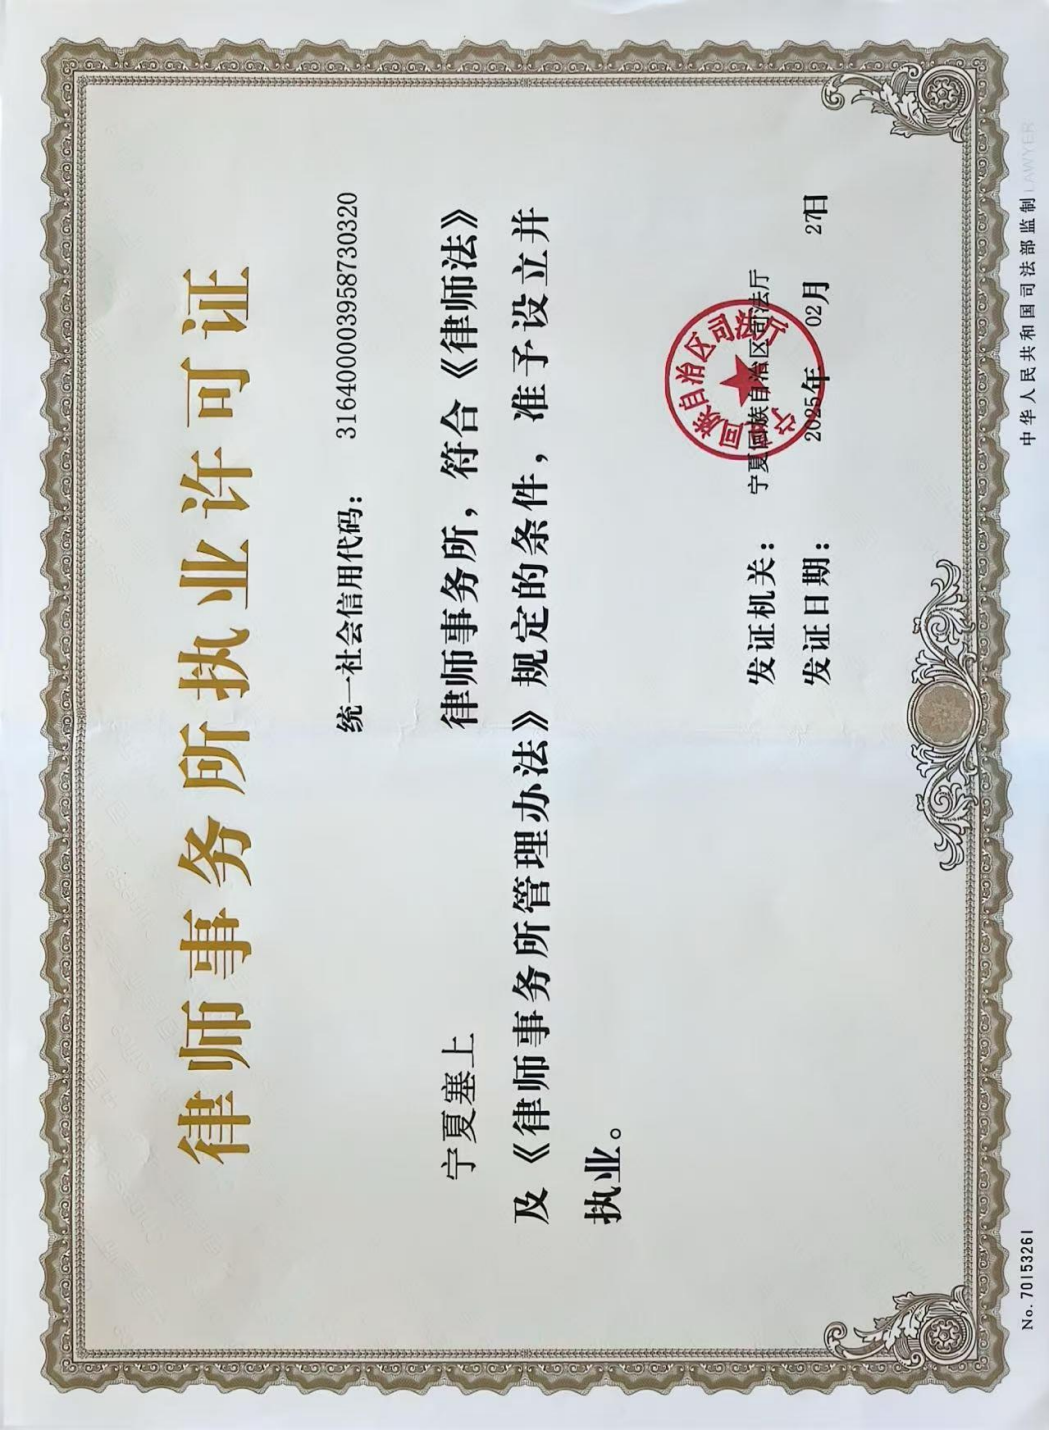 律师事务所执业许可证
统一社会信用代码： 316400003958730320
宁夏塞上 律师事务所，符合《律师法》
及《律师事务所管理办法》规定的条件，准予设立并
执业。
发证机关： 宁夏回族自治区司法厅
发证日期： 2025年 02月 27日
宁夏回族自治区司法厅
No. 70153261
中华人民共和国司法部监制
LAWYER